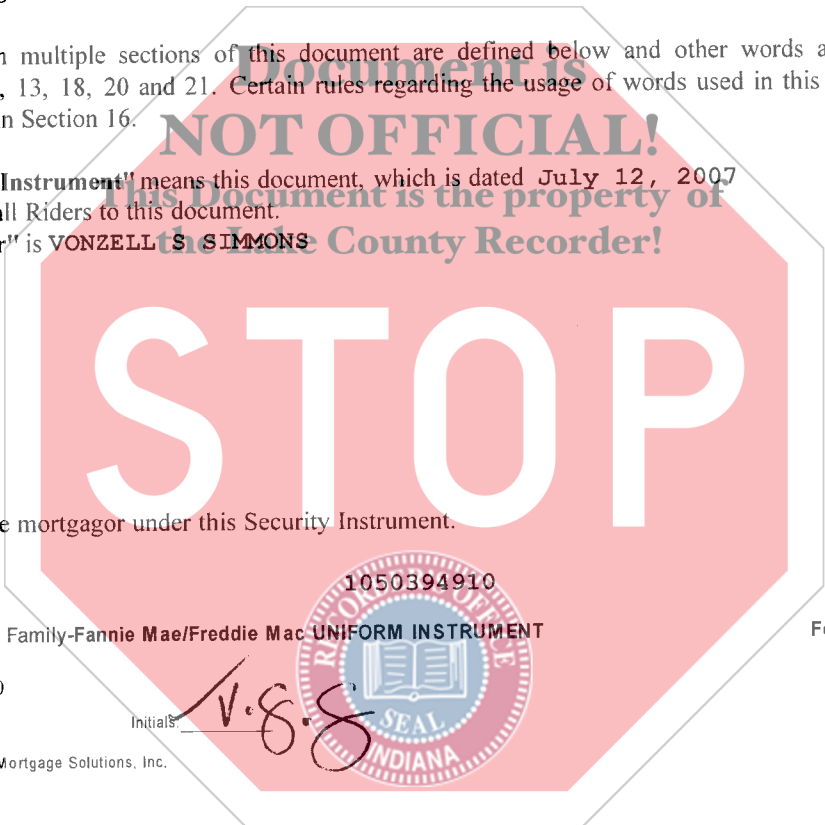 multiple sections of this document are defined below and other words
Document is
, 13, 18, 20 and 21. Certain rules regarding the usage of words used in this
n Section 16.
NOT OFFICIAL!
Instrument" means this document, which is dated July 12, 2007
This Document is the property of
all Riders to this document.
the Lake County Recorder!
r" is VONZELL S SIMMONS
STOP
e mortgagor under this Security Instrument.
1050394910
RECORDER'S OFFICE
Family-Fannie Mae/Freddie Mac UNIFORM INSTRUMENT
Initials: V.S.S
SEAL
INDIANA
Mortgage Solutions, Inc.